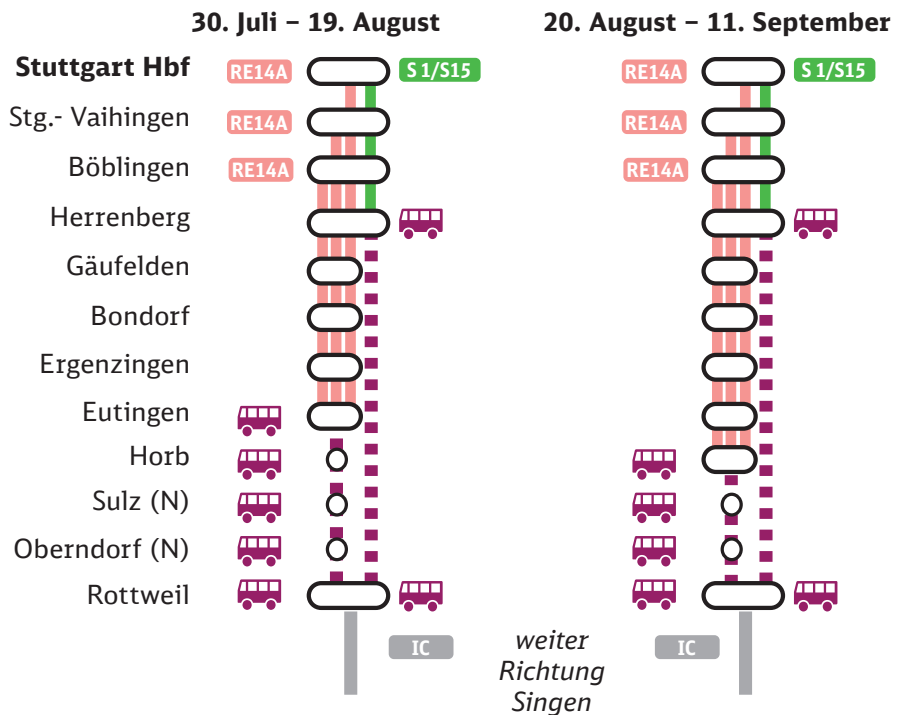 30. Juli – 19. August
20. August – 11. September
Stuttgart Hbf RE14A S 1/S15 RE14A S 1/S15
Stg.- Vaihingen RE14A RE14A
Böblingen RE14A RE14A
Herrenberg
Gäufelden
Bondorf
Ergenzingen
Eutingen
Horb
Sulz (N)
Oberndorf (N)
Rottweil
IC weiter IC
Richtung
Singen